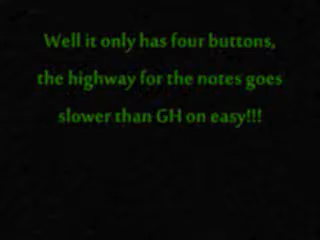 Well it only has four buttons,
the highway for the notes goes
slower than GH on easy!!!